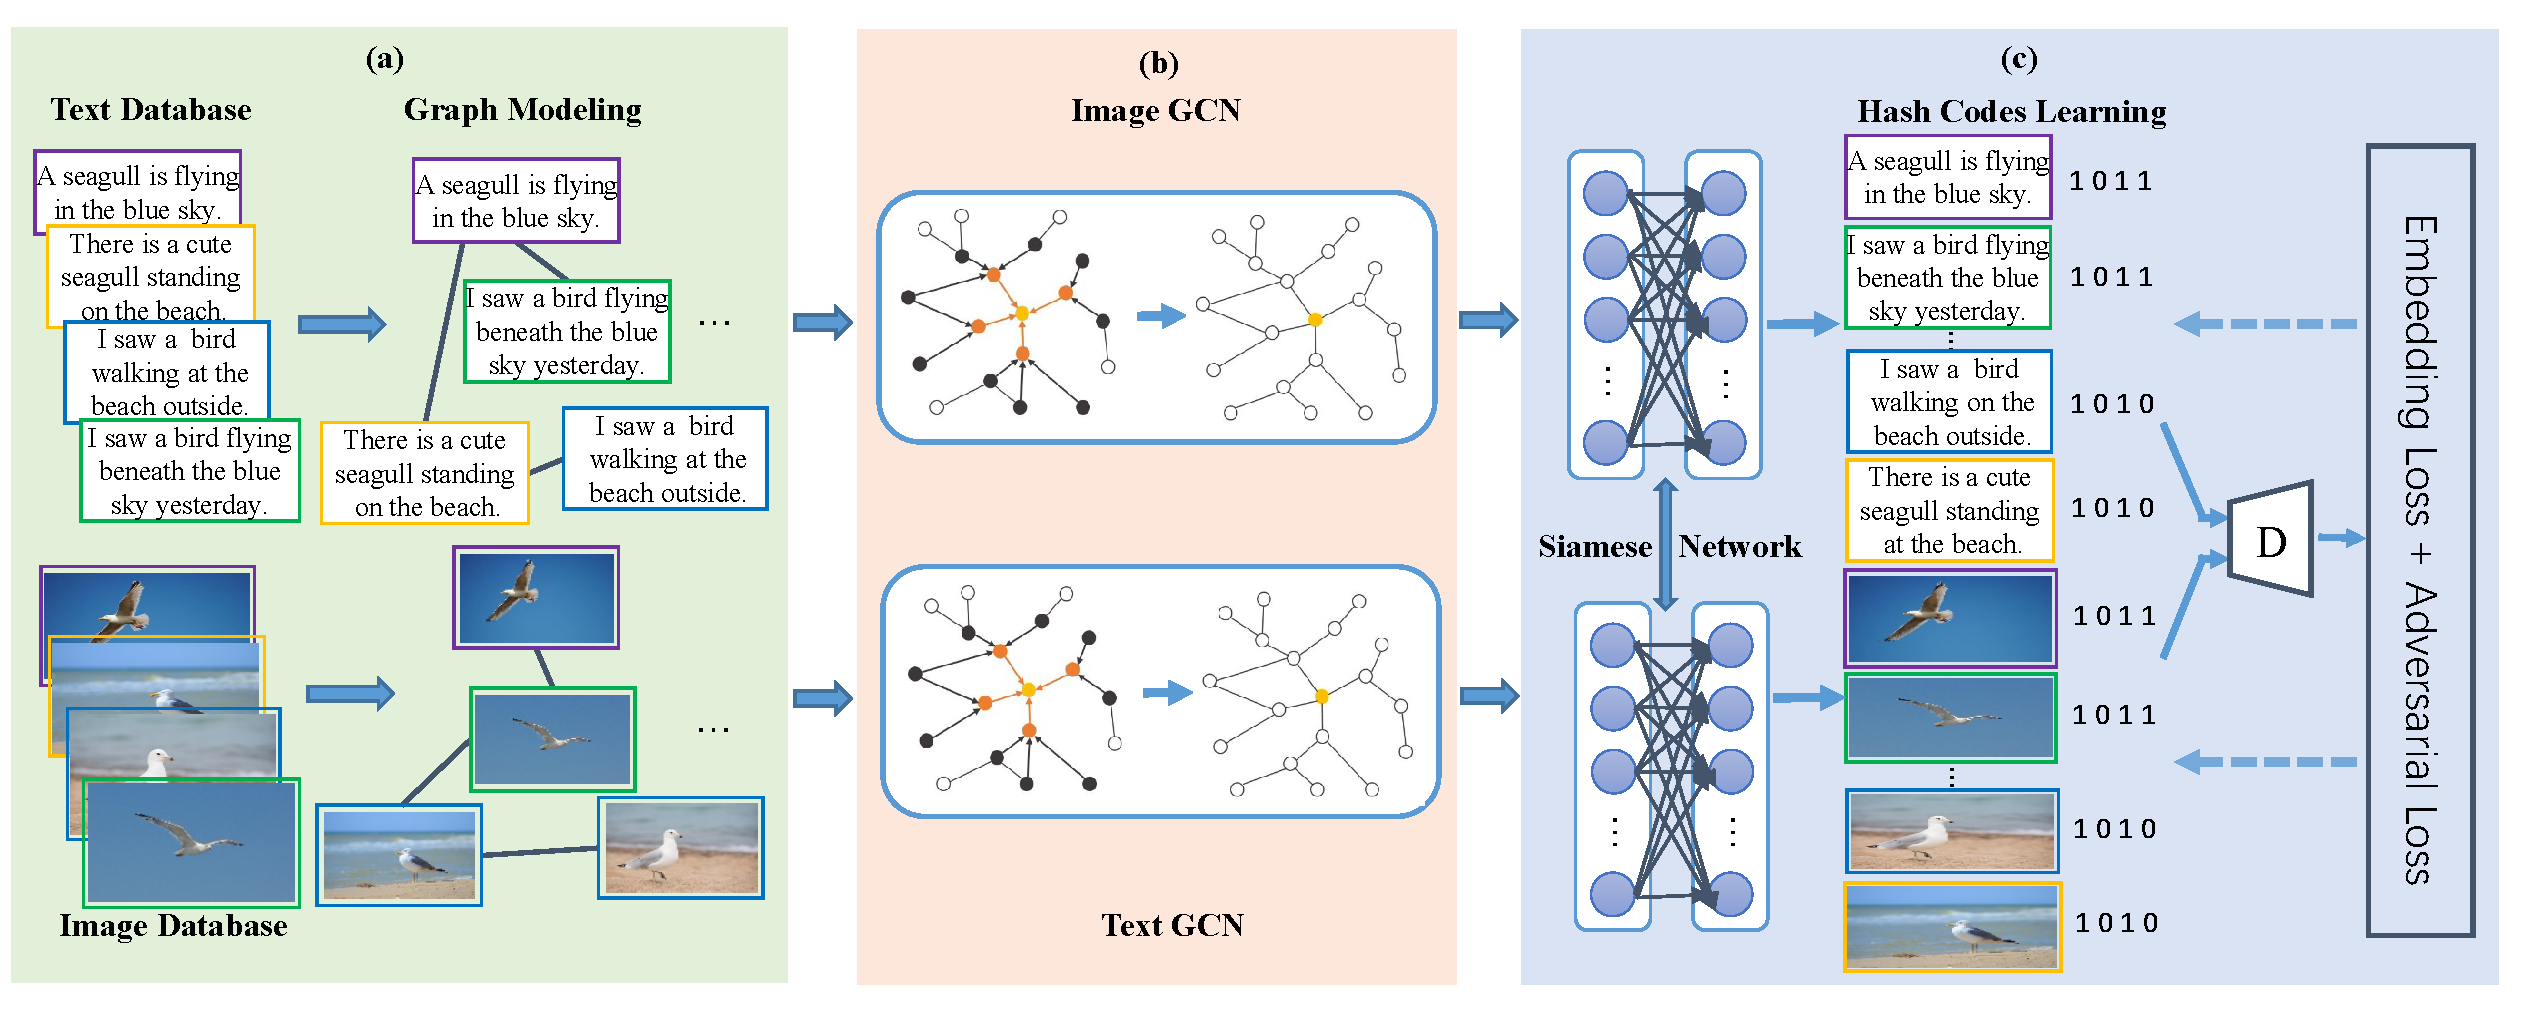 (a)
Text Database
Graph Modeling
A seagull is flying
in the blue sky.
There is a cute
seagull standing
on the beach.
I saw a bird
walking at the
beach outside.
I saw a bird flying
beneath the blue
sky yesterday.
A seagull is flying
in the blue sky.
I saw a bird flying
beneath the blue
sky yesterday.
...
There is a cute
seagull standing
on the beach.
I saw a bird
walking at the
beach outside.
...
Image Database
(b)
Image GCN
Text GCN
(c)
Hash Codes Learning
...
...
Siamese Network
...
...
A seagull is flying
in the blue sky.
1 0 1 1
I saw a bird flying
beneath the blue
sky yesterday.
1 0 1 1
...
I saw a bird
walking on the
beach outside.
1 0 1 0
There is a cute
seagull standing
at the beach.
1 0 1 0
1 0 1 1
1 0 1 1
...
1 0 1 0
1 0 1 0
D
Embedding Loss + Adversarial Loss